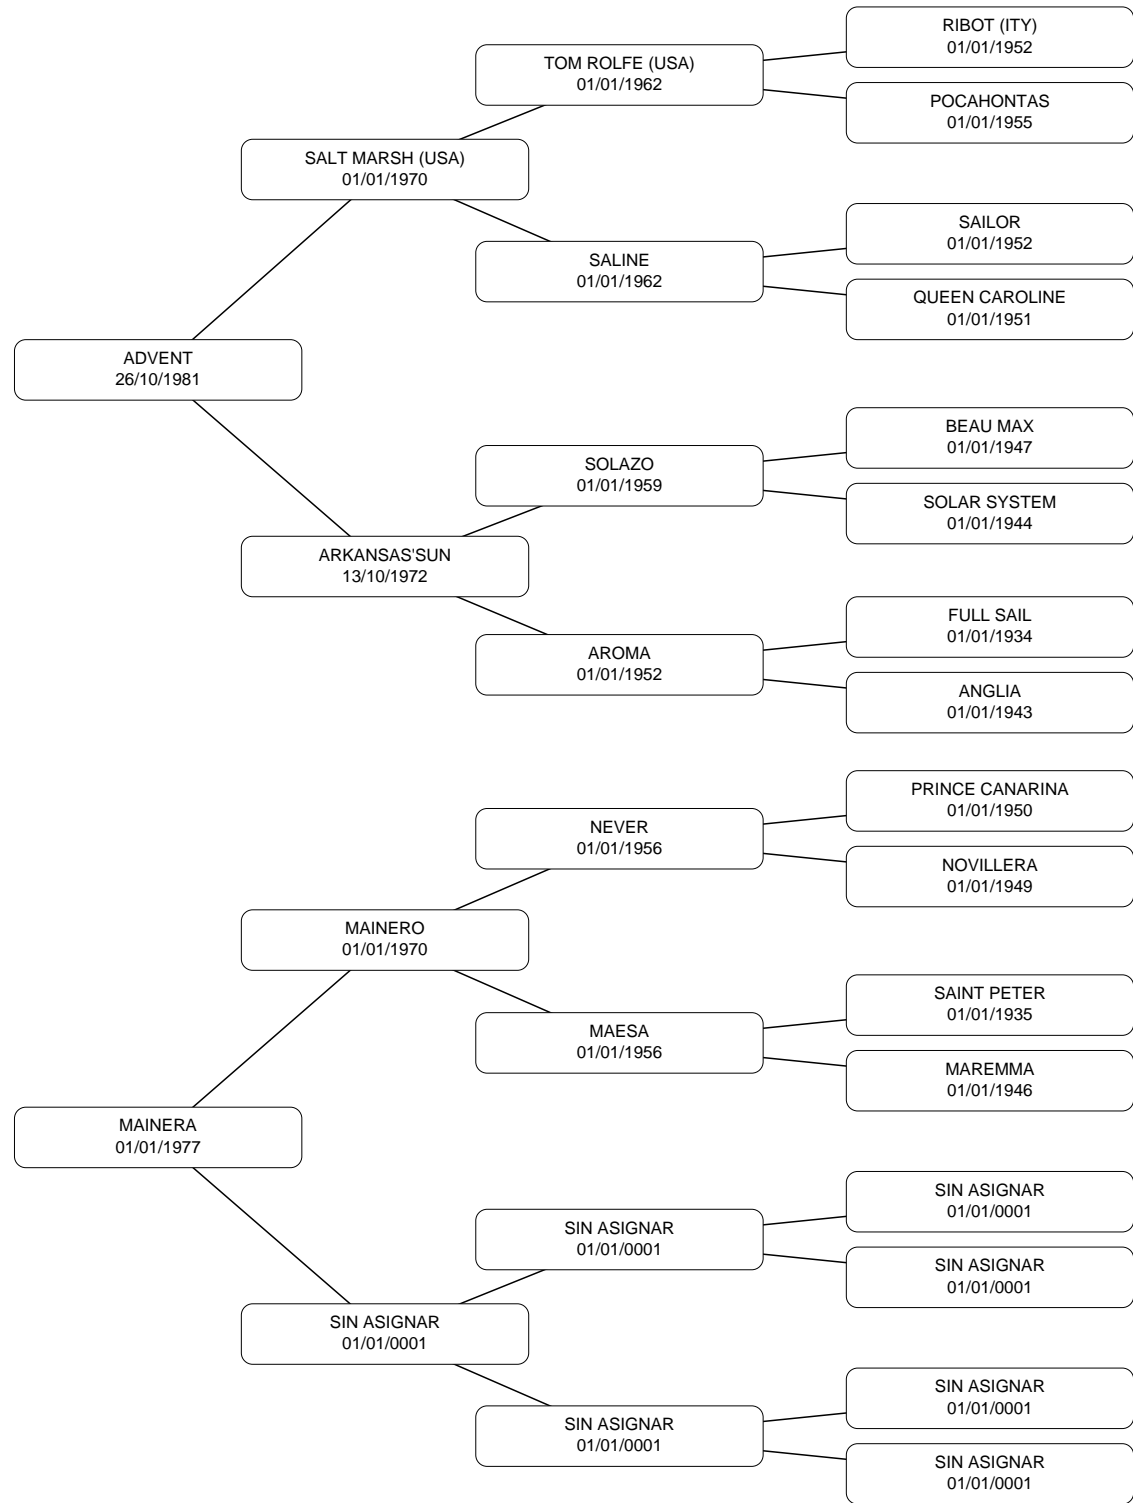 RIBOT (ITY)
01/01/1952
TOM ROLFE (USA)
01/01/1962
POCAHONTAS
01/01/1955
SALT MARSH (USA)
01/01/1970
SAILOR
01/01/1952
SALINE
01/01/1962
QUEEN CAROLINE
01/01/1951
ADVENT
26/10/1981
BEAU MAX
01/01/1947
SOLAZO
01/01/1959
SOLAR SYSTEM
01/01/1944
ARKANSAS'SUN
13/10/1972
FULL SAIL
01/01/1934
AROMA
01/01/1952
ANGLIA
01/01/1943
PRINCE CANARINA
01/01/1950
NEVER
01/01/1956
NOVILLERA
01/01/1949
MAINERO
01/01/1970
SAINT PETER
01/01/1935
MAESA
01/01/1956
MAREMMA
01/01/1946
MAINERA
01/01/1977
SIN ASIGNAR
01/01/0001
SIN ASIGNAR
01/01/0001
SIN ASIGNAR
01/01/0001
SIN ASIGNAR
01/01/0001
SIN ASIGNAR
01/01/0001
SIN ASIGNAR
01/01/0001
SIN ASIGNAR
01/01/0001